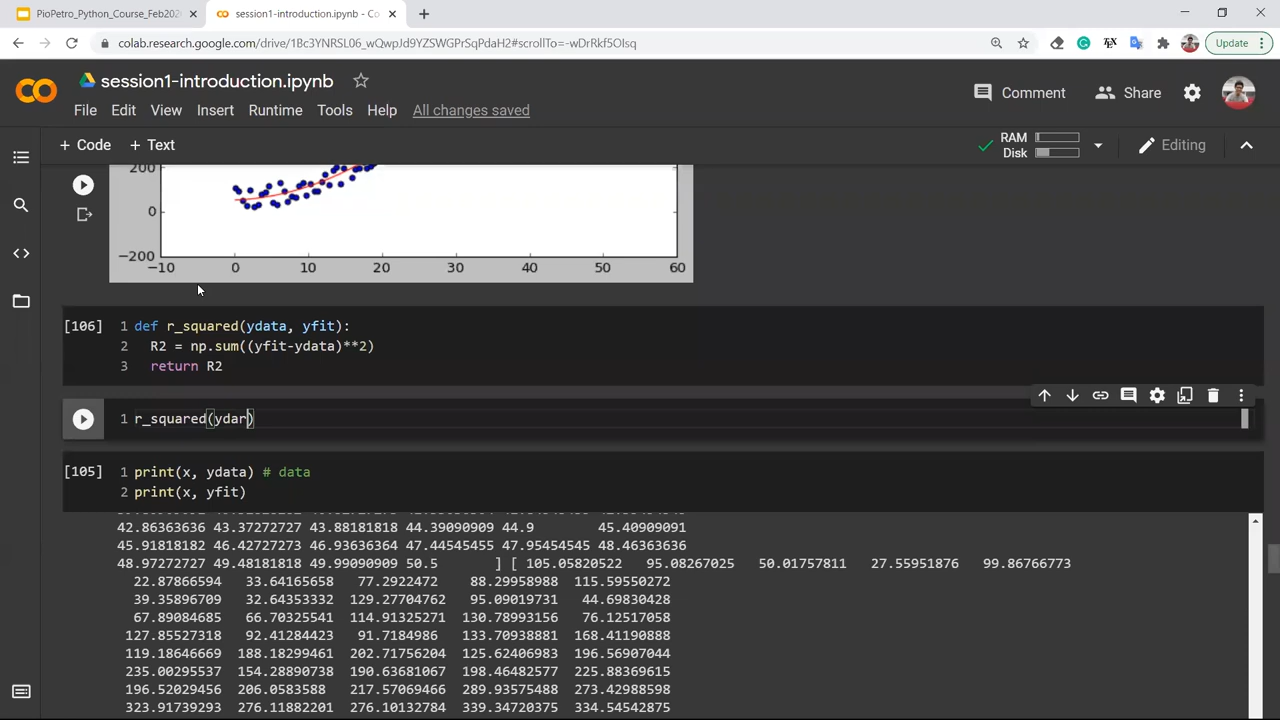 PioPetro_Python_Course_Feb202
session1-introduction.ipynb - Co
colab.research.google.com/drive/1Bc3YNRSL06_wQwpJd9YZSWGPrSqPdaH2#scrollTo=-wDrRkf5OIsq
Update
session1-introduction.ipynb
File Edit View Insert Runtime Tools Help All changes saved
Comment Share
+ Code + Text
RAM
Disk
Editing
200
0
−200
−10 0 10 20 30 40 50 60
[106] 1 def r_squared(ydata, yfit):
2 R2 = np.sum((yfit-ydata)**2)
3 return R2
1 r_squared(ydar)
[105] 1 print(x, ydata) # data
2 print(x, yfit)
42.86363636 43.37272727 43.88181818 44.39090909 44.9 45.40909091
45.91818182 46.42727273 46.93636364 47.44545455 47.95454545 48.46363636
48.97272727 49.48181818 49.99090909 50.5 ] [ 105.05820522 95.08267025 50.01757811 27.55951876 99.86766773
22.87866594 33.64165658 77.2922472 88.29958988 115.59550272
39.35896709 32.64353332 129.27704762 95.09019731 44.69830428
67.89084685 66.70325541 114.91325271 130.78993156 76.12517058
127.85527318 92.41284423 91.7184986 133.70938881 168.41190888
119.18646669 188.18299461 202.71756204 125.62406983 196.56907044
235.00295537 154.28890738 190.63681067 198.46482577 225.88369615
196.52029456 206.0583588 217.57069466 289.93575488 273.42988598
323.91739293 276.11882201 276.10132784 339.34720375 334.54542875